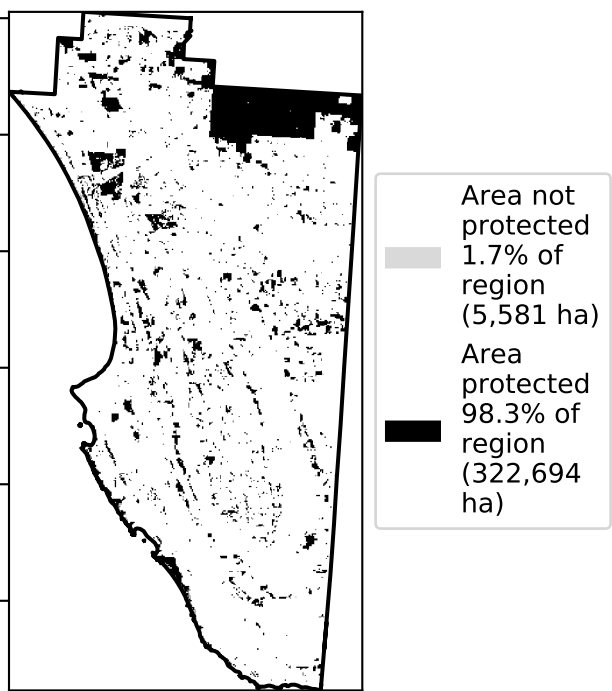 Area not
protected
1.7% of
region
(5,581 ha)
Area
protected
98.3% of
region
(322,694
ha)